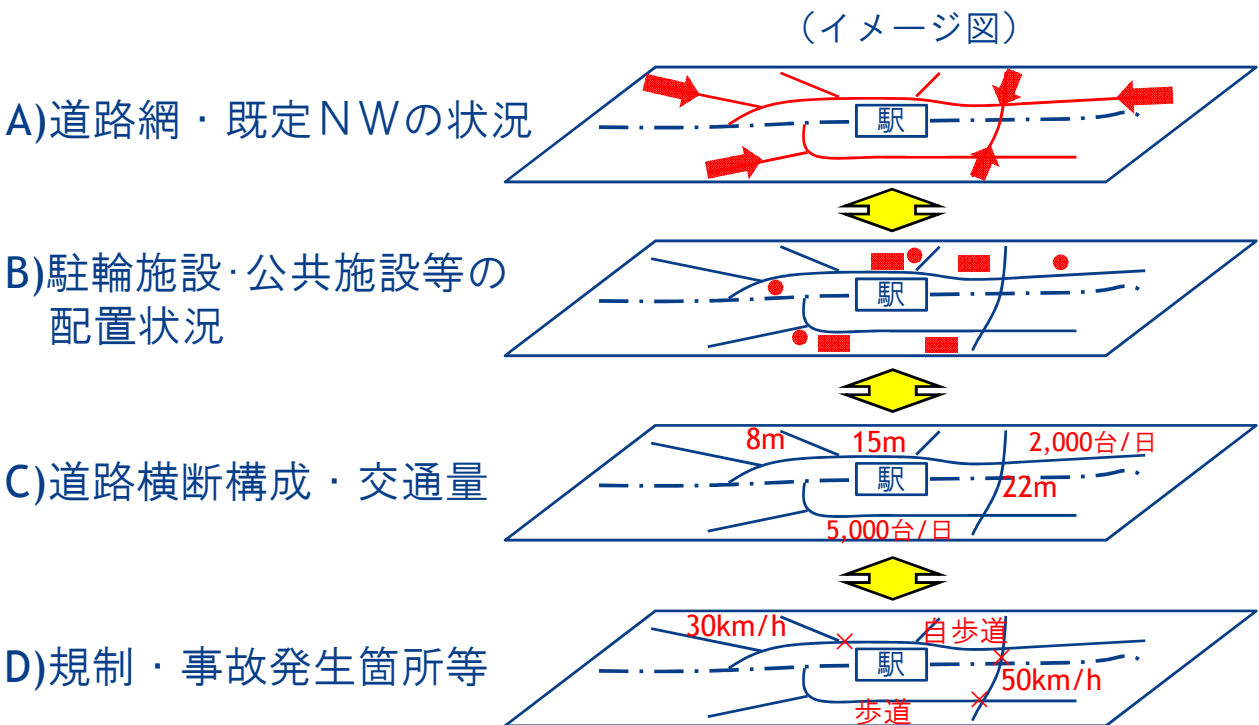 （イメージ図）
A)道路網・既定ＮＷの状況
駅
B)駐輪施設･公共施設等の
配置状況
駅
C)道路横断構成・交通量
8m
15m
2,000台/日
駅
22m
5,000台/日
D)規制・事故発生箇所等
30km/h
自歩道
駅
50km/h
歩道